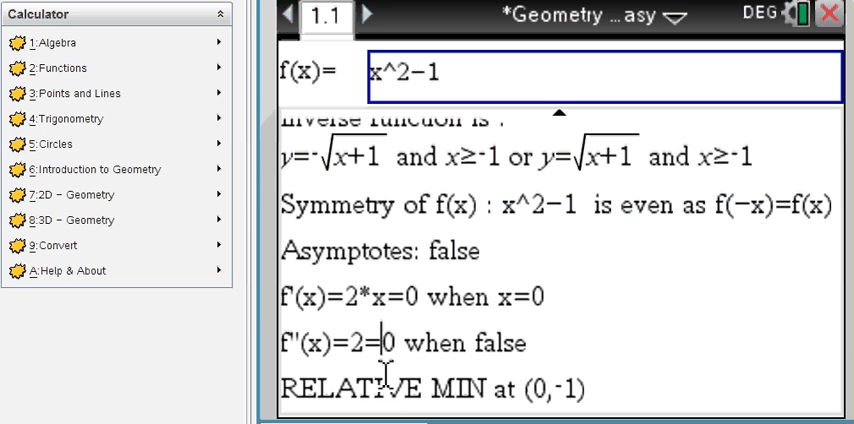 Calculator
1:Algebra
2:Functions
3:Points and Lines
4:Trigonometry
5:Circles
6:Introduction to Geometry
7:2D – Geometry
8:3D – Geometry
9:Convert
A:Help & About
1.1
*Geometry ...asy
DEG
f(x)=
x^2−1
Inverse function is :
y=-√x+1 and x≥-1 or y=√x+1 and x≥-1
Symmetry of f(x) : x^2−1 is even as f(−x)=f(x)
Asymptotes: false
f'(x)=2*x=0 when x=0
f''(x)=2=0 when false
RELATIVE MIN at (0,-1)